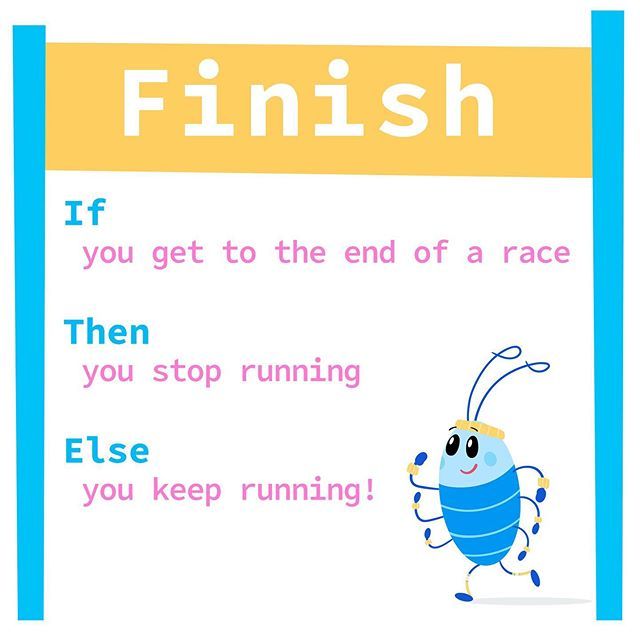 Finish
If
you get to the end of a race
Then
you stop running
Else
you keep running!